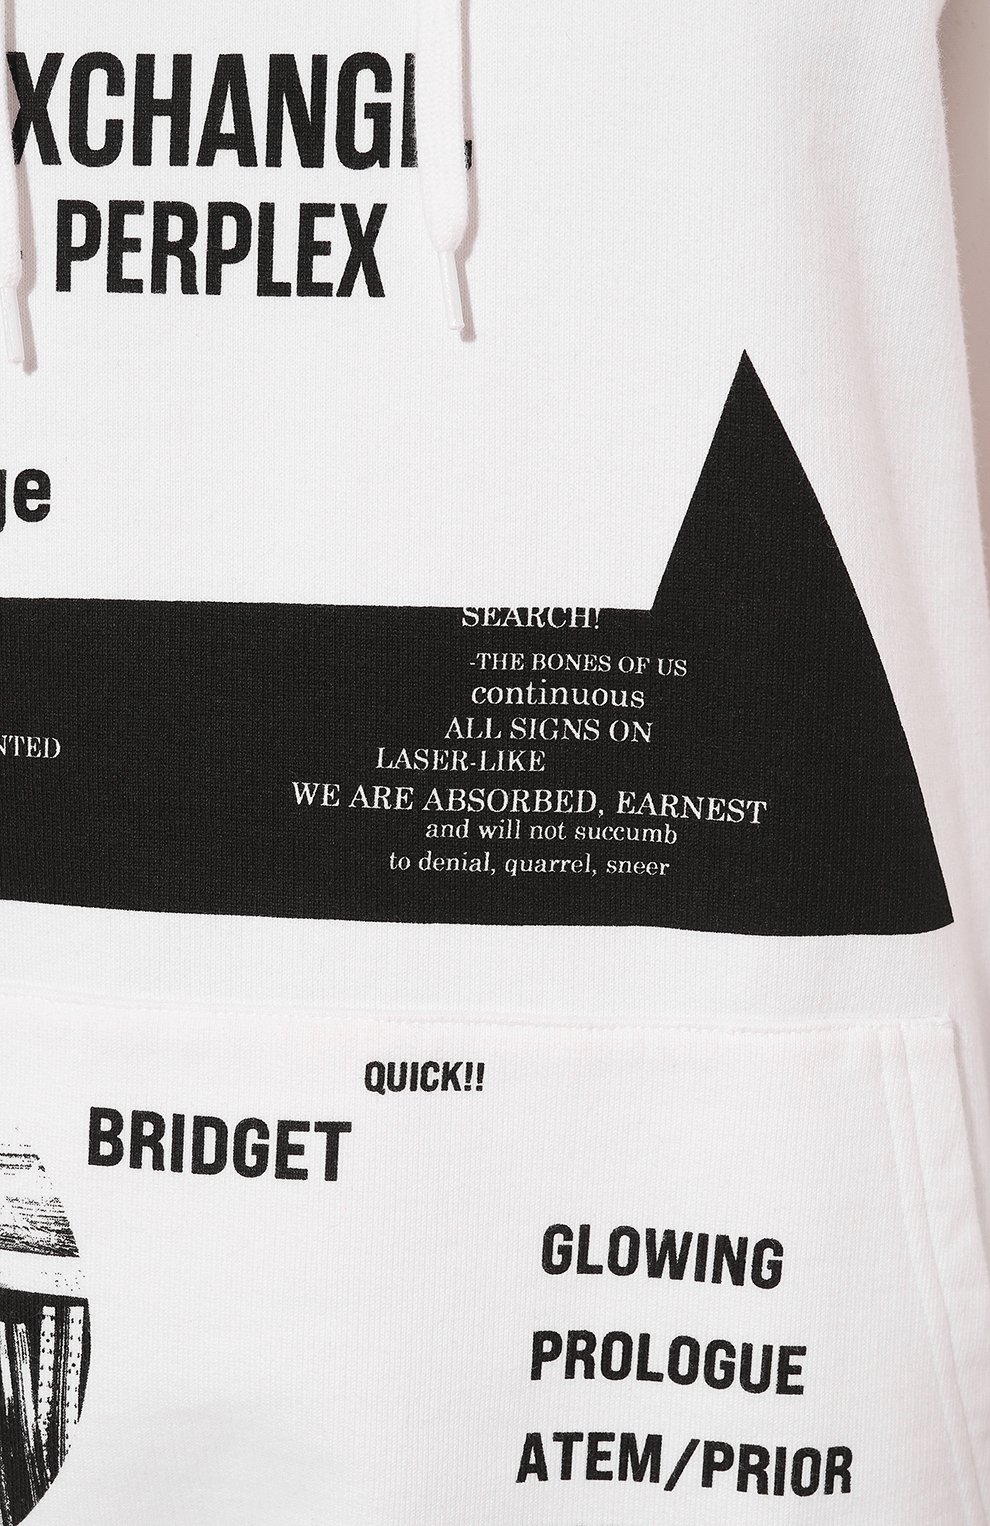 XCHANG
PERPLEX
ge
SEARCH!
-THE BONES OF US
continuous
ALL SIGNS ON
NTED
LASER-LIKE
WE ARE ABSORBED, EARNEST
and will not succumb
to denial, quarrel, sneer
QUICK!!
BRIDGET
GLOWING
PROLOGUE
ATEM/PRIOR